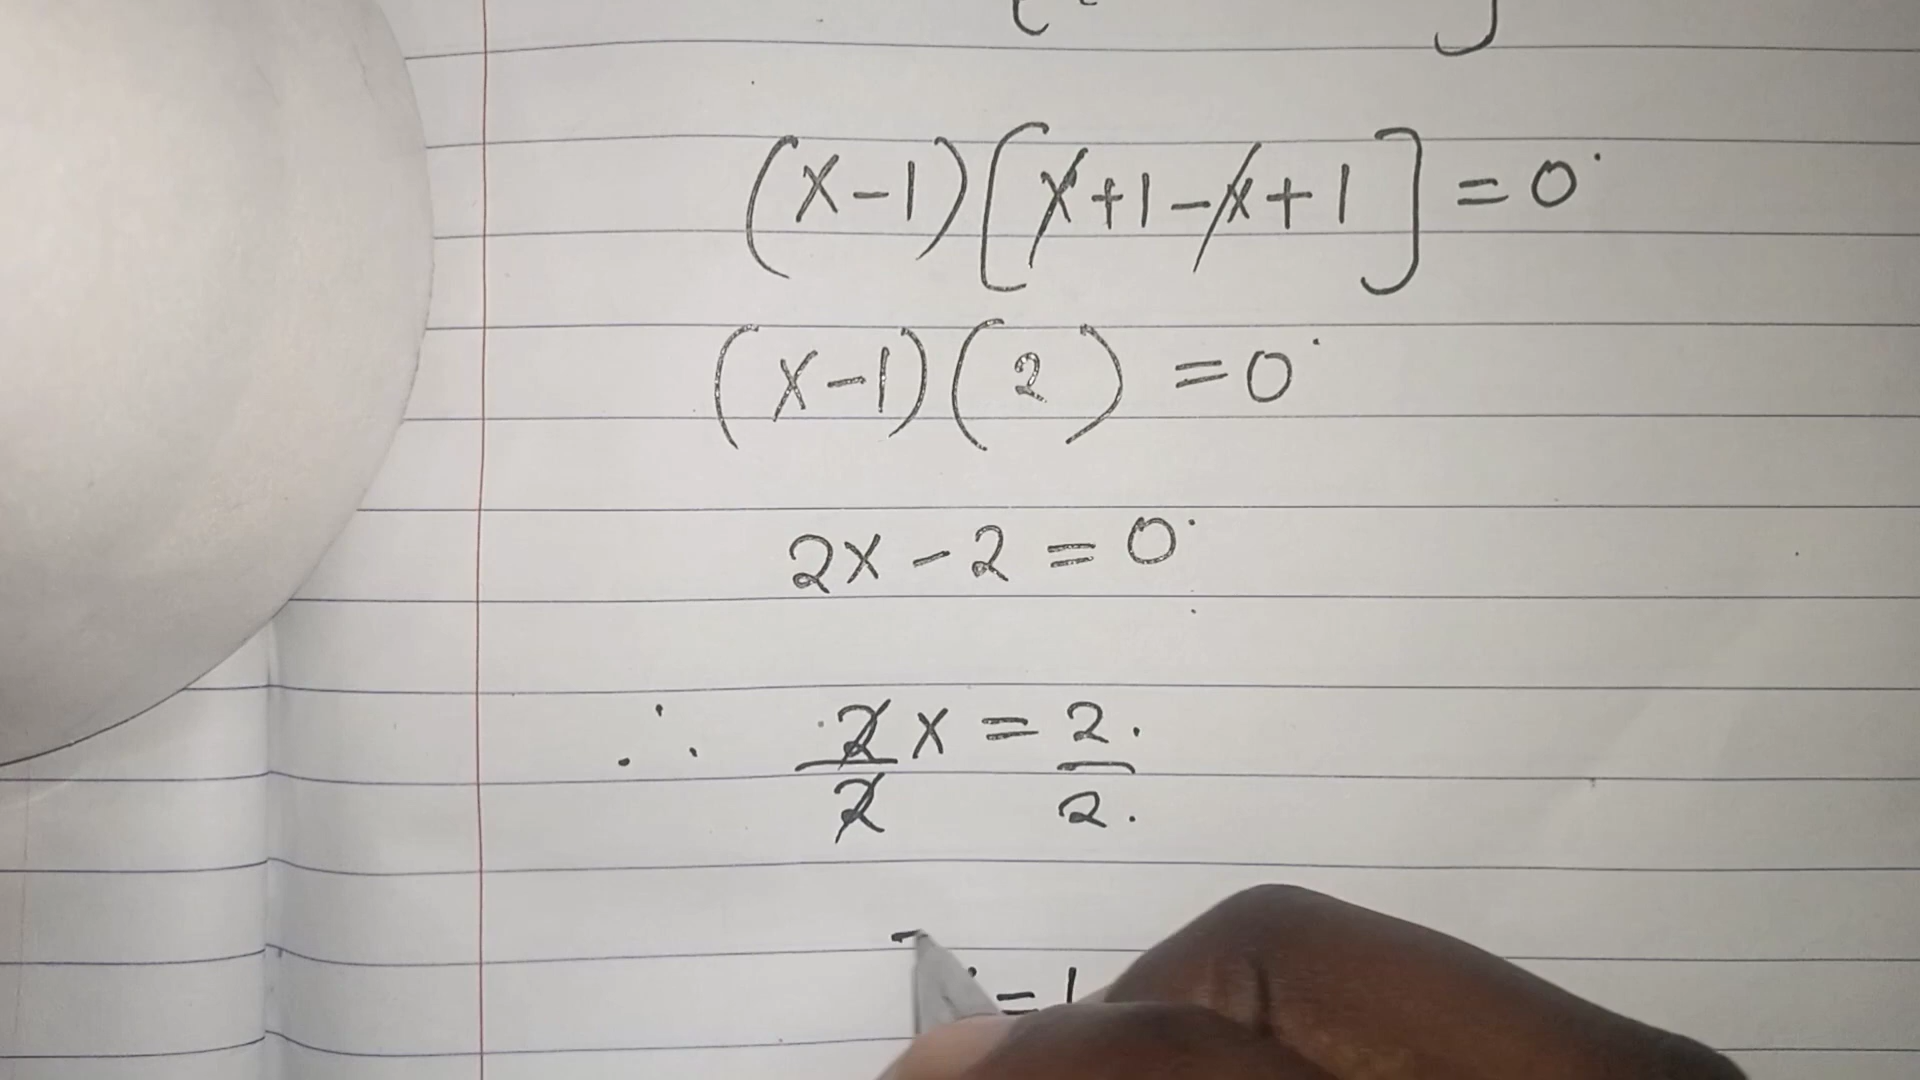 (x-1)[x+1-x+1]=0
(x-1)(2)=0
2x-2=0
∴ 2x/2=2/2
=1